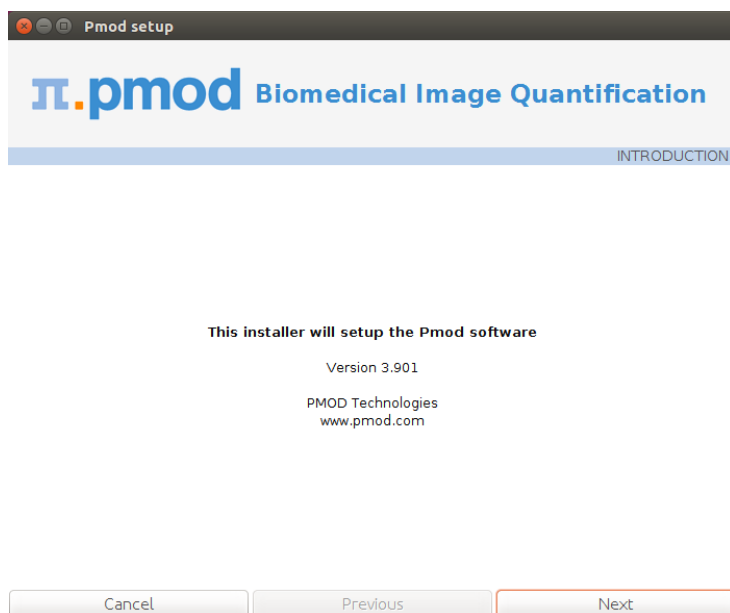 Pmod setup
π.pmod Biomedical Image Quantification
INTRODUCTION
This installer will setup the Pmod software
Version 3.901
PMOD Technologies
www.pmod.com
Cancel Previous Next